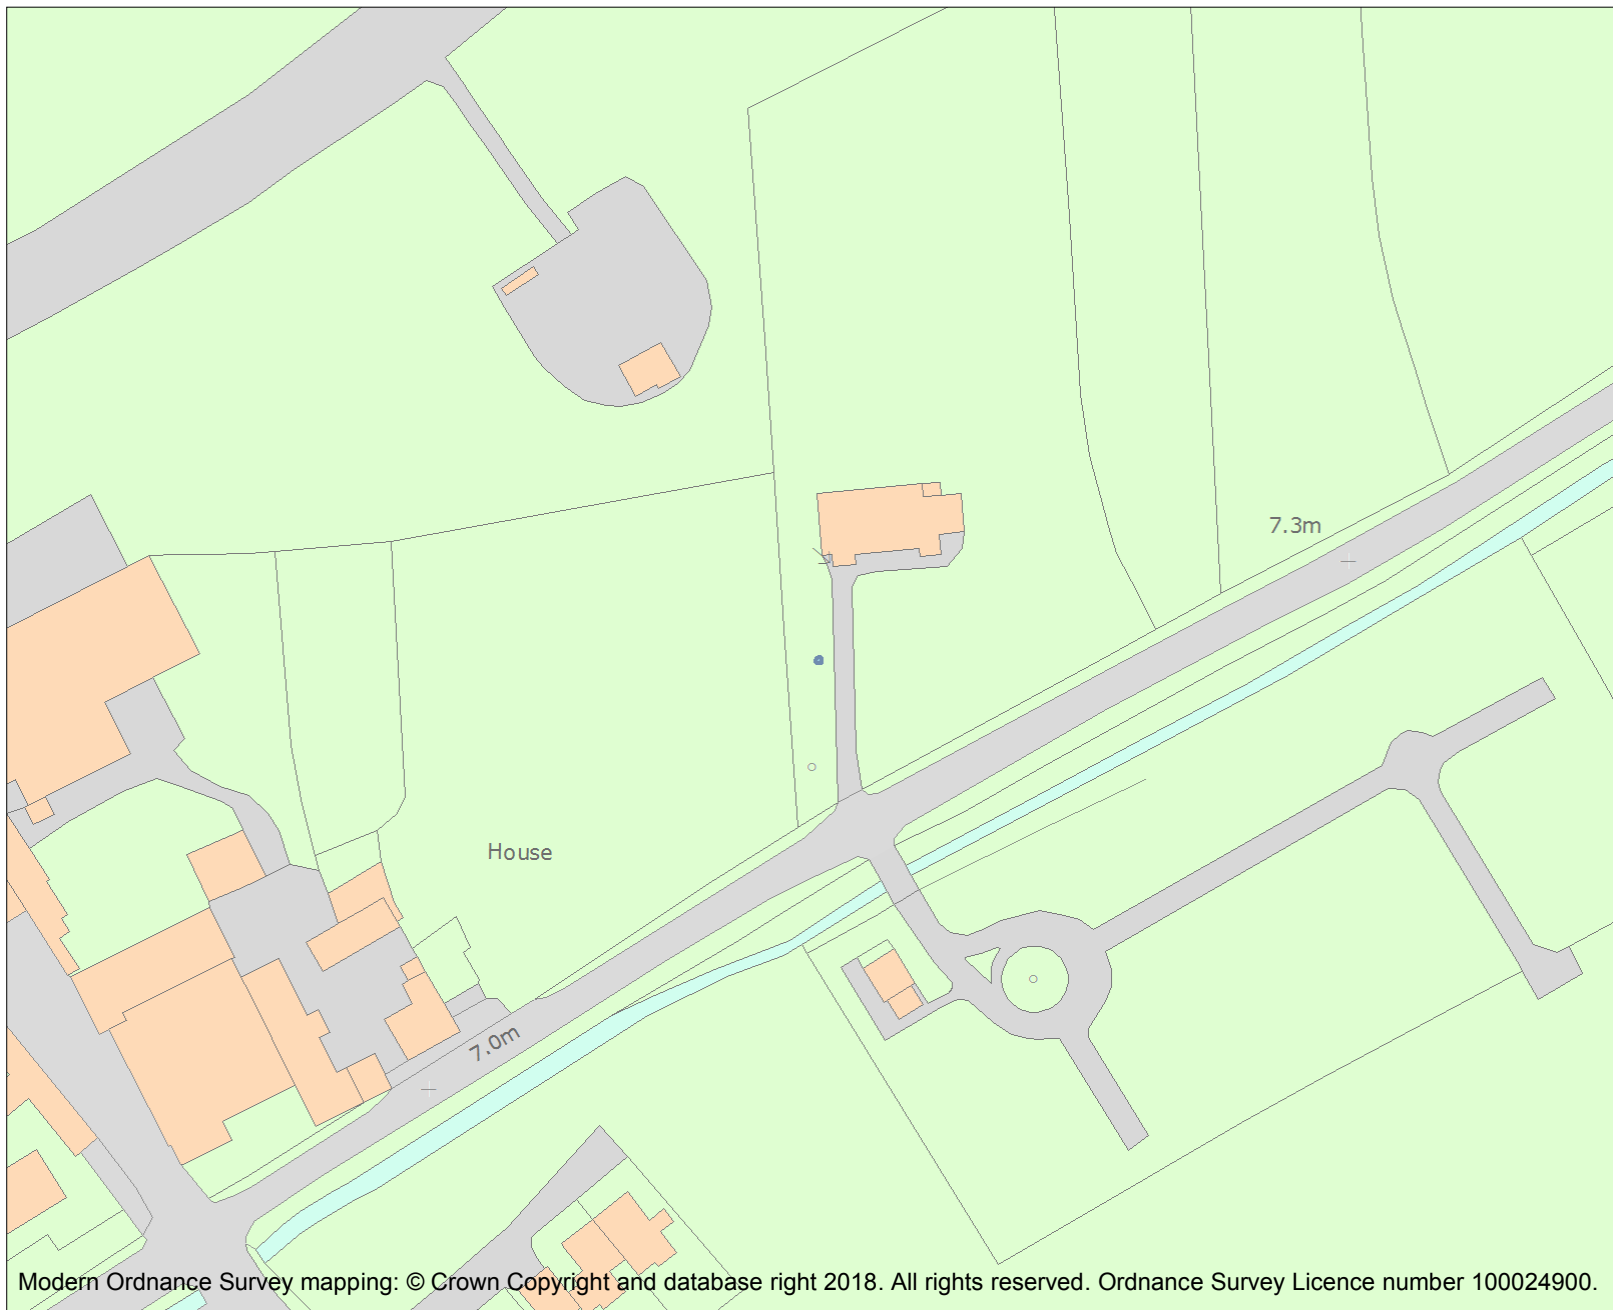 7.3m
House
7.0m
Modern Ordnance Survey mapping: © Crown Copyright and database right 2018. All rights reserved. Ordnance Survey Licence number 100024900.